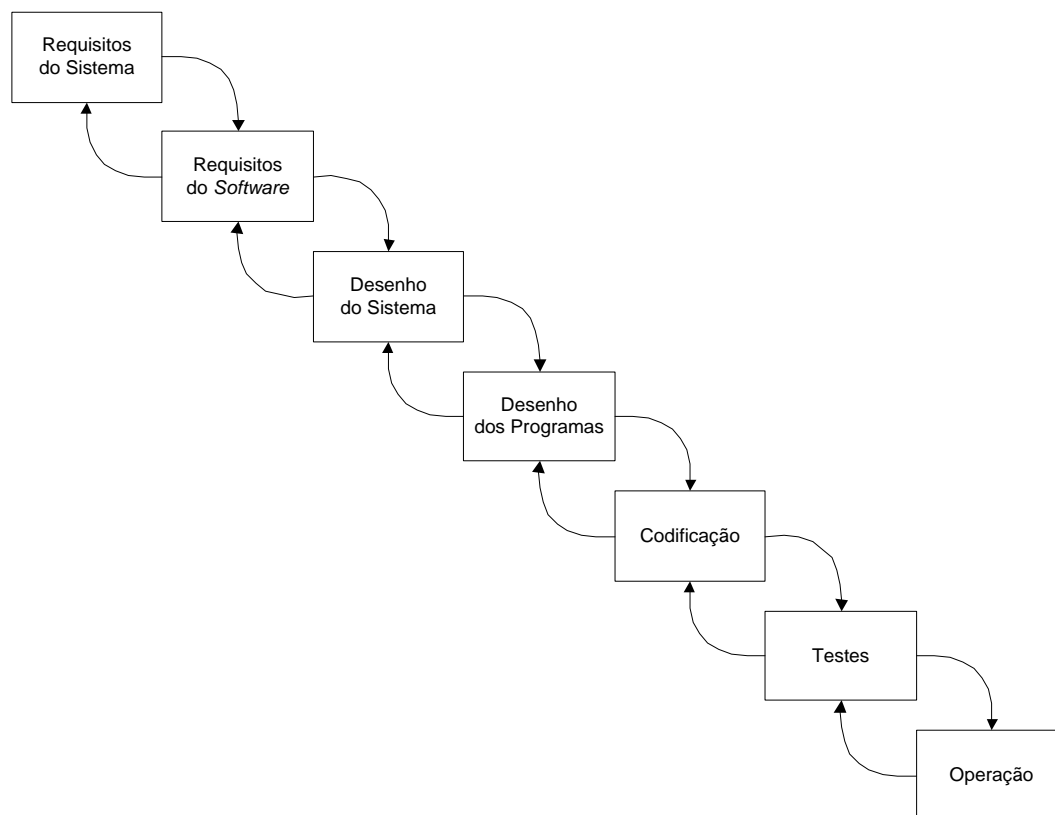 Requisitos
do Sistema
Requisitos
do Software
Desenho
do Sistema
Desenho
dos Programas
Codificação
Testes
Operação